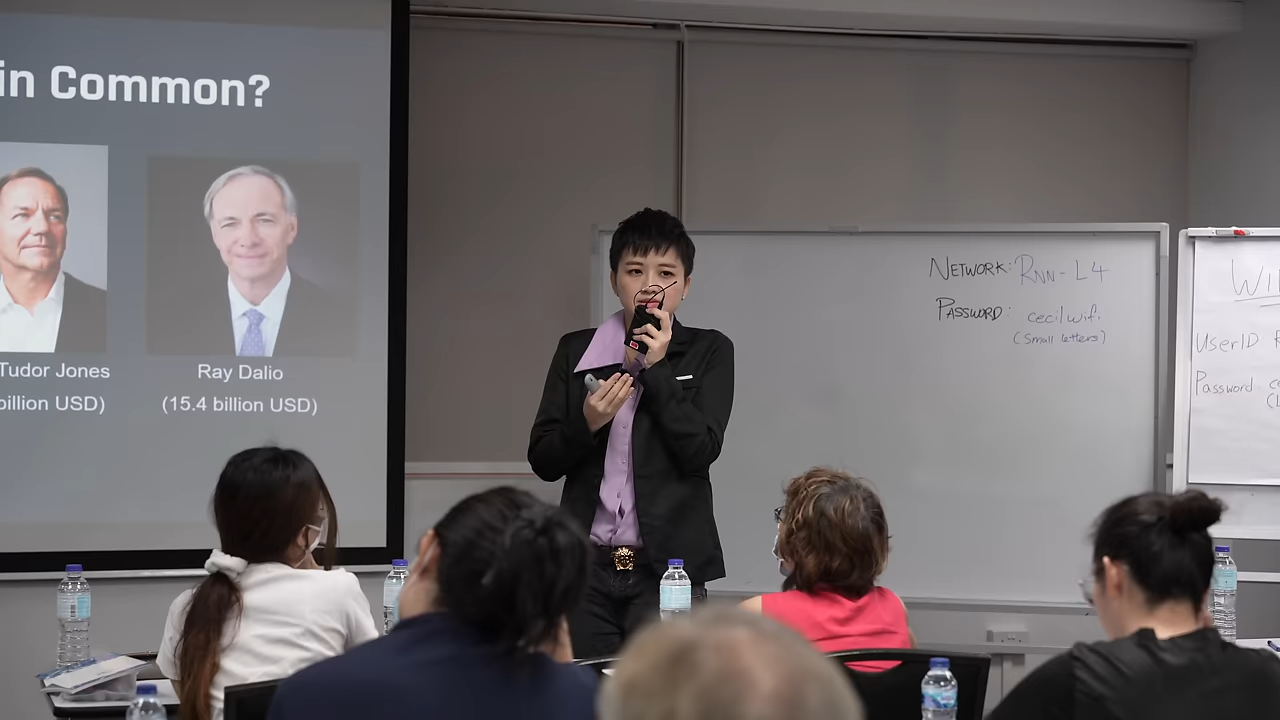 in Common?
Tudor Jones
billion USD)
Ray Dalio
(15.4 billion USD)
NETWORK: RNN-L4
PASSWORD: cecilwifi
(small letters)
UserID
Password